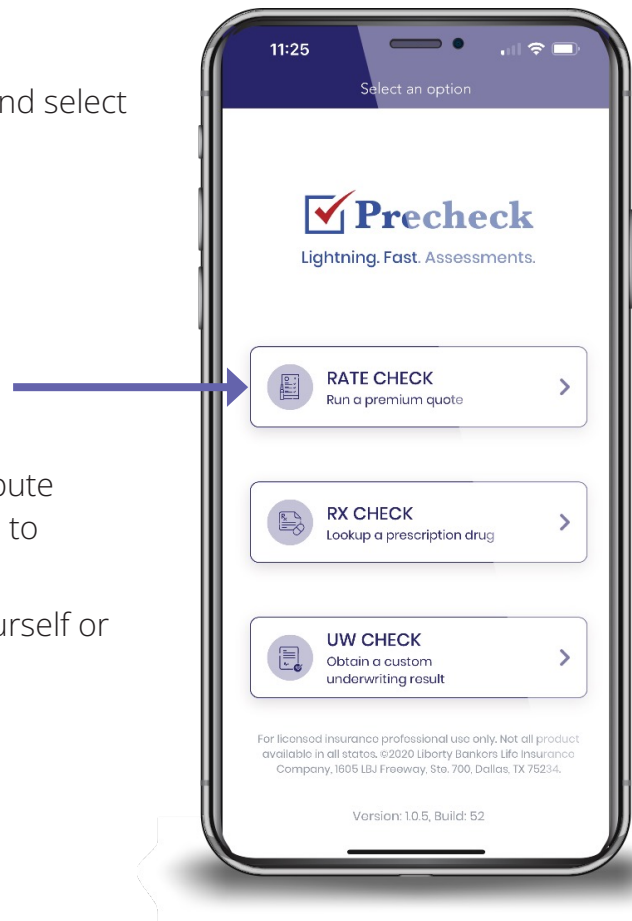 nd select
bute
to
urself or
11:25
Select an option
Precheck
Lightning. Fast. Assessments.
RATE CHECK
Run a premium quote
RX CHECK
Lookup a prescription drug
UW CHECK
Obtain a custom
underwriting result
For licensed insurance professional use only. Not all product
available in all states. ©2020 Liberty Bankers Life Insurance
Company, 1605 LBJ Freeway, Ste. 700, Dallas, TX 75234.
Version: 1.0.5, Build: 52